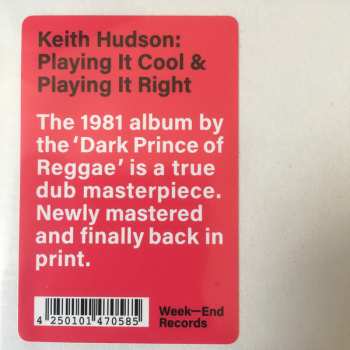 Keith Hudson:
Playing It Cool &
Playing It Right
The 1981 album by
the ‘Dark Prince of
Reggae’ is a true
dub masterpiece.
Newly mastered
and finally back in
print.
4 250101 470585
Week—End
Records